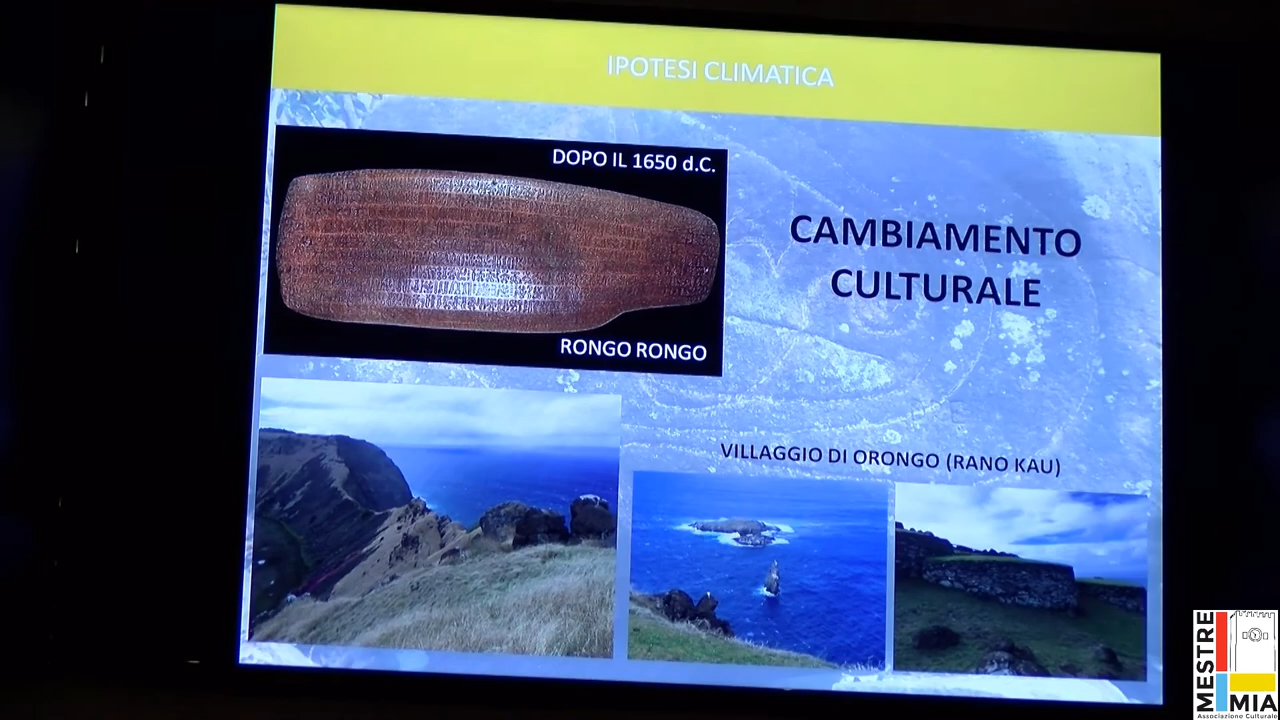 IPOTESI CLIMATICA
DOPO IL 1650 d.C.
CAMBIAMENTO
CULTURALE
RONGO RONGO
VILLAGGIO DI ORONGO (RANO KAU)
MESTRE
MIA
Associazione Culturale